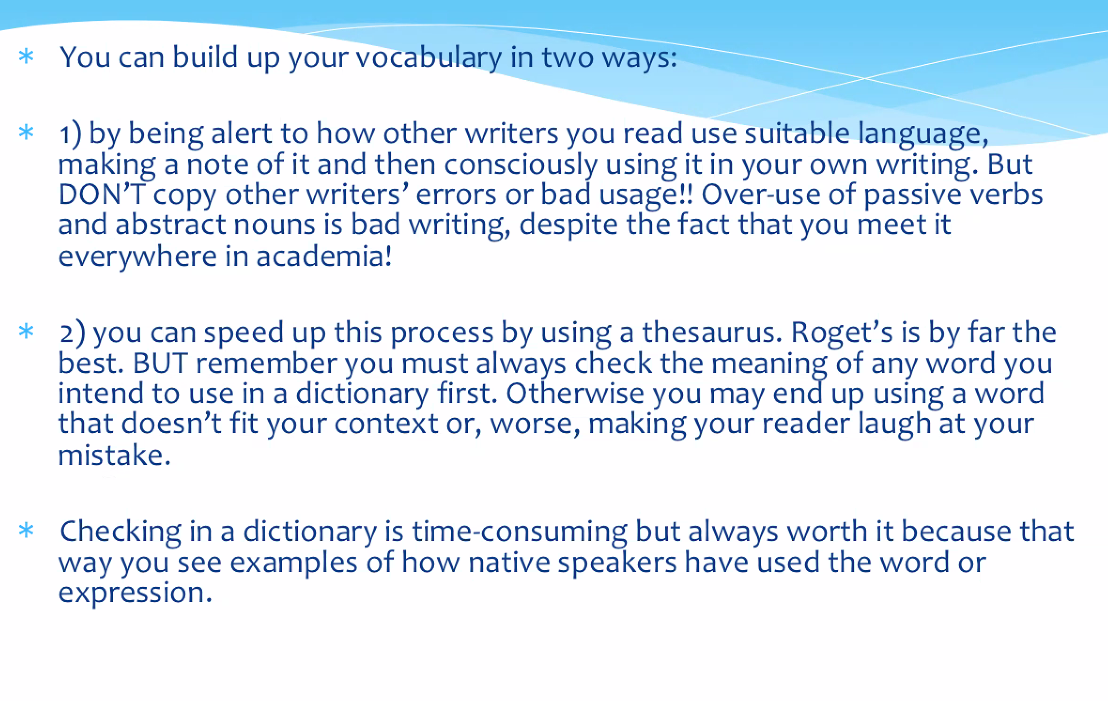 * You can build up your vocabulary in two ways:
* 1) by being alert to how other writers you read use suitable language,
making a note of it and then consciously using it in your own writing. But
DON’T copy other writers’ errors or bad usage!! Over-use of passive verbs
and abstract nouns is bad writing, despite the fact that you meet it
everywhere in academia!
* 2) you can speed up this process by using a thesaurus. Roget’s is by far the
best. BUT remember you must always check the meaning of any word you
intend to use in a dictionary first. Otherwise you may end up using a word
that doesn’t fit your context or, worse, making your reader laugh at your
mistake.
* Checking in a dictionary is time-consuming but always worth it because that
way you see examples of how native speakers have used the word or
expression.